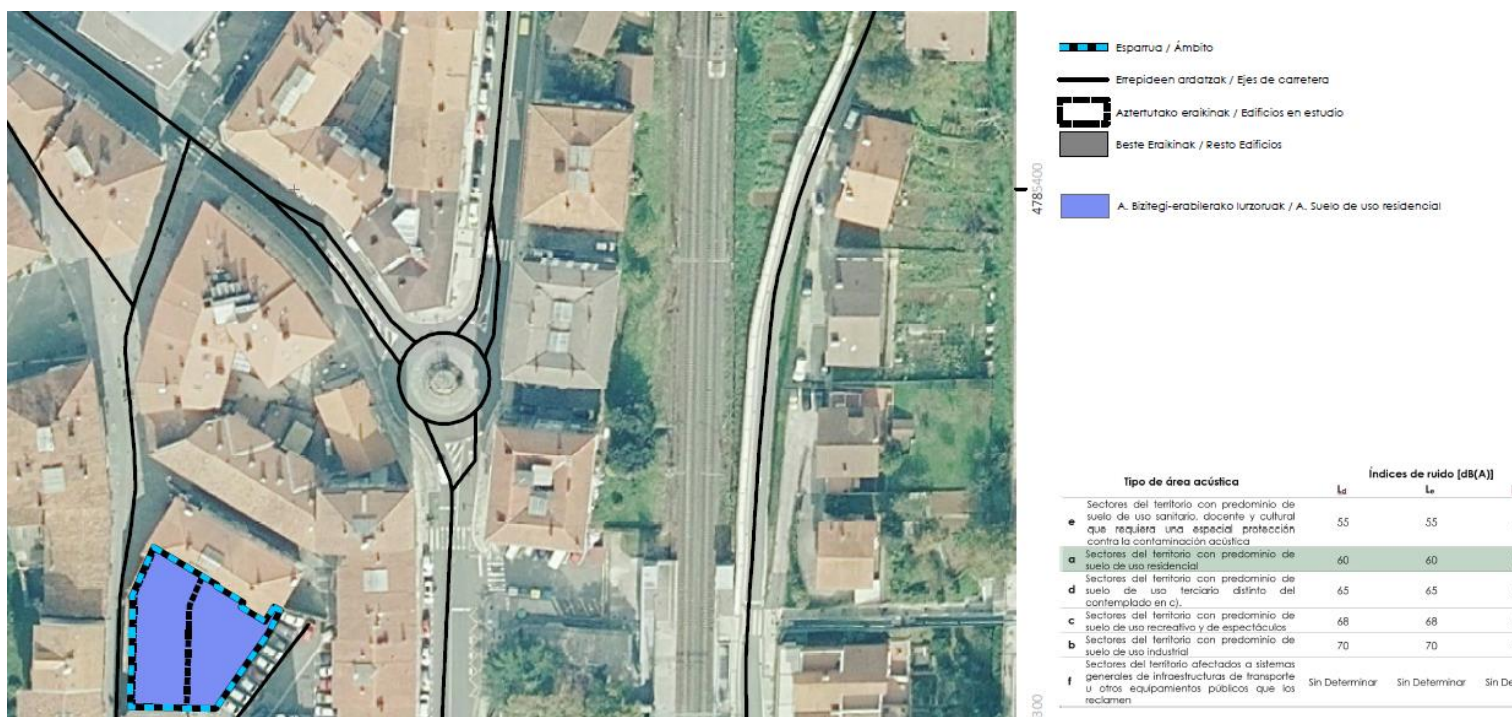 Esparrua / Ámbito
Errepideen ardatzak / Ejes de carretera
Aztertutako eraikinak / Edificios en estudio
Beste Eraikinak / Resto Edificios
A. Bizitegi-erabilerako lurzoruak / A. Suelo de uso residencial
4785400
300
Tipo de área acústica
Índices de ruido [dB(A)]
Ld Le
e Sectores del territorio con predominio de
suelo de uso sanitario, docente y cultural
que requiera una especial protección
contra la contaminación acústica
55 55
a Sectores del territorio con predominio de
suelo de uso residencial
60 60
d Sectores del territorio con predominio de
suelo de uso terciario distinto del
contemplado en c).
65 65
c Sectores del territorio con predominio de
suelo de uso recreativo y de espectáculos
68 68
b Sectores del territorio con predominio de
suelo de uso industrial
70 70
f Sectores del territorio afectados a sistemas
generales de infraestructuras de transporte
u otros equipamientos públicos que los
reclamen
Sin Determinar Sin Determinar Sin De